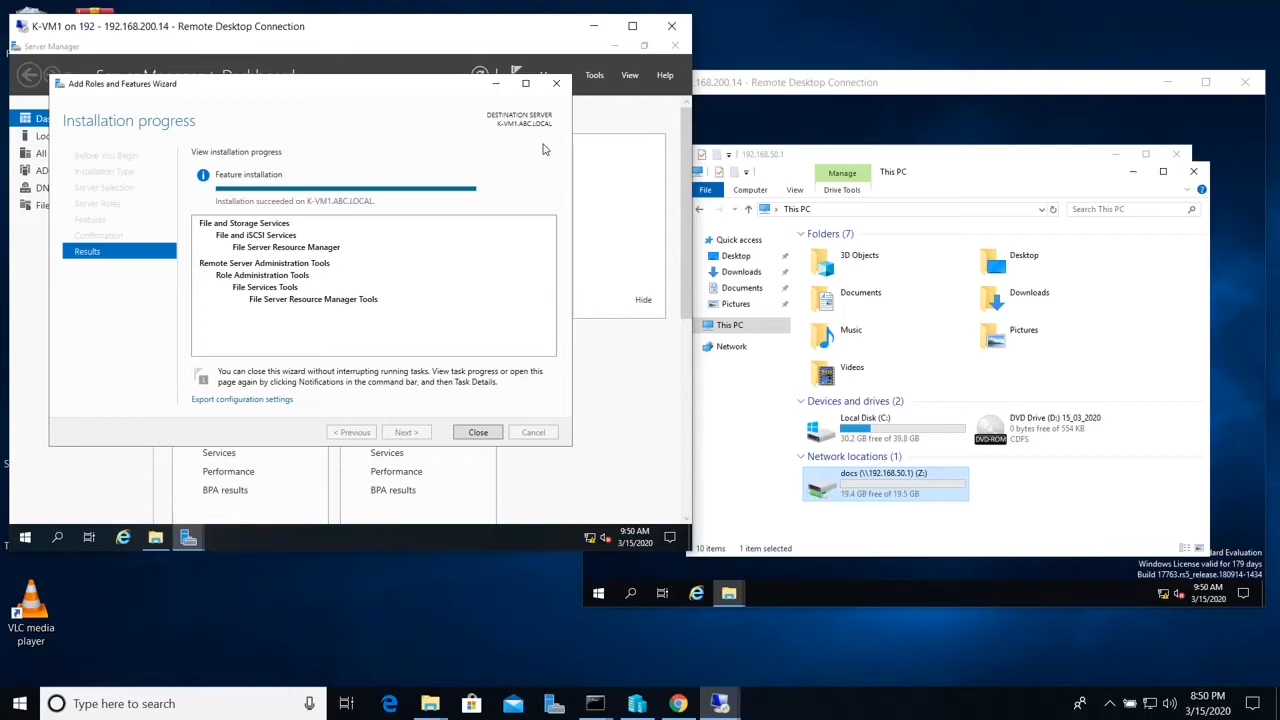 K-VM1 on 192 - 192.168.200.14 - Remote Desktop Connection
Server Manager
Tools
View
Help
Add Roles and Features Wizard
Installation progress
DESTINATION SERVER
K-VM1.ABC.LOCAL
Before You Begin
Installation Type
Server Selection
Server Roles
Features
Confirmation
Results
View installation progress
Feature installation
Installation succeeded on K-VM1.ABC.LOCAL.
File and Storage Services
File and iSCSI Services
File Server Resource Manager
Remote Server Administration Tools
Role Administration Tools
File Services Tools
File Server Resource Manager Tools
You can close this wizard without interrupting running tasks. View task progress or open this
page again by clicking Notifications in the command bar, and then Task Details.
Export configuration settings
< Previous
Next >
Close
Cancel
Hide
Services
Performance
BPA results
Services
Performance
BPA results
9:50 AM
3/15/2020
.168.200.14 - Remote Desktop Connection
192.168.50.1
Manage
This PC
File
Computer
View
Drive Tools
This PC
Search This PC
Quick access
Desktop
Downloads
Documents
Pictures
This PC
Network
Folders (7)
3D Objects
Desktop
Documents
Downloads
Music
Pictures
Videos
Devices and drives (2)
Local Disk (C:)
30.2 GB free of 39.8 GB
DVD Drive (D:) 15_03_2020
0 bytes free of 554 KB
CDFS
DVD-ROM
Network locations (1)
docs (\\192.168.50.1) (Z:)
19.4 GB free of 19.5 GB
10 items
1 item selected
Evaluation
Windows License valid for 179 days
Build 17763.rs5_release.180914-1434
9:50 AM
3/15/2020
VLC media
player
Type here to search
8:50 PM
3/15/2020